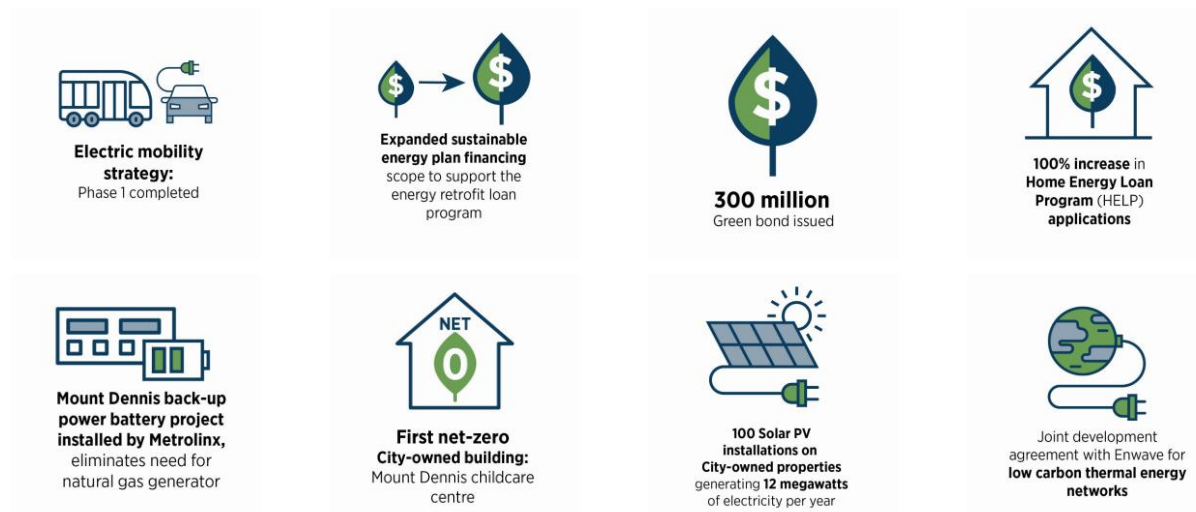 $
$
$
$
Electric mobility
strategy:
Phase 1 completed
Expanded sustainable
energy plan financing
scope to support the
energy retrofit loan
program
300 million
Green bond issued
100% increase in
Home Energy Loan
Program (HELP)
applications
NET
0
Mount Dennis back-up
power battery project
installed by Metrolinx,
eliminates need for
natural gas generator
First net-zero
City-owned building:
Mount Dennis childcare
centre
100 Solar PV
installations on
City-owned properties
generating 12 megawatts
of electricity per year
Joint development
agreement with Enwave for
low carbon thermal energy
networks